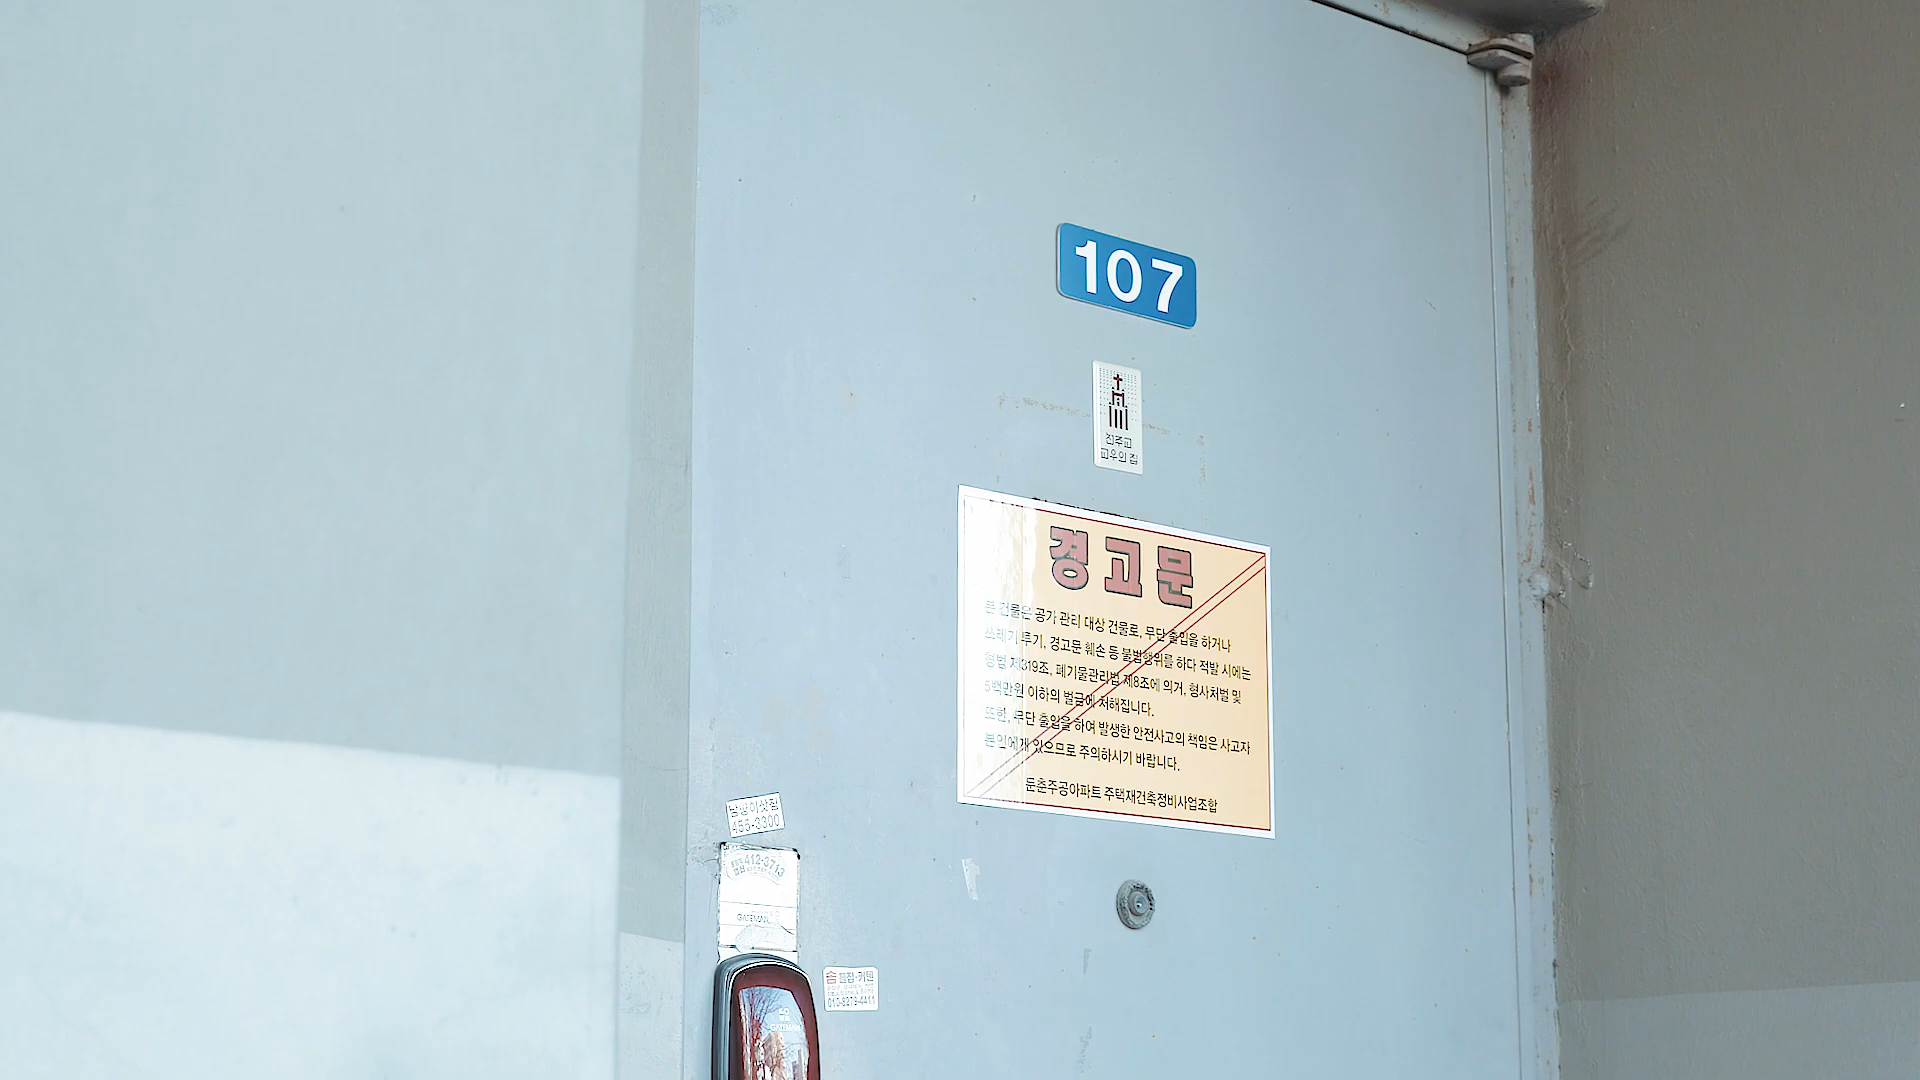 107
천주교
교우의 집
경고문
본 건물은 공가 관리 대상 건물로, 무단 출입을 하거나
쓰레기 투기, 경고문 훼손 등 불법행위를 하다 적발 시에는
형법 제319조, 폐기물관리법 제8조에 의거, 형사처벌 및
5백만원 이하의 벌금에 처해집니다.
또한, 무단 출입을 하여 발생한 안전사고의 책임은 사고자
본인에게 있으므로 주의하시기 바랍니다.
둔촌주공아파트 주택재건축정비사업조합
455-3300
412-3713
GATEMAN
010-8279-4411
GATEMAN